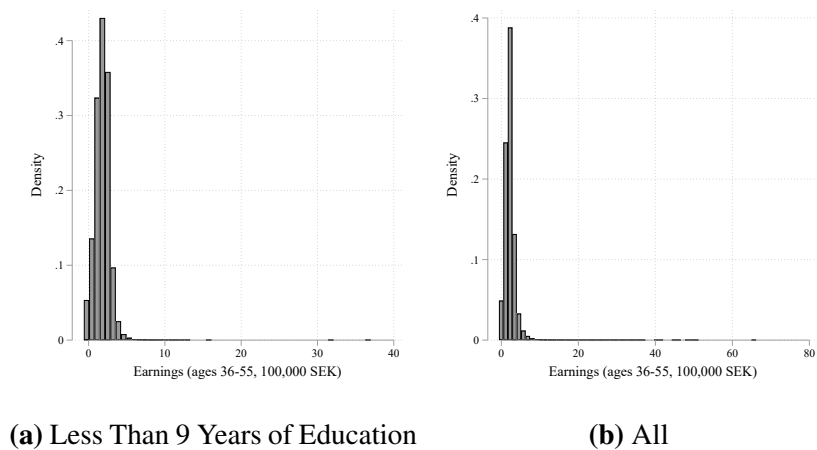 .4
.3
.2
.1
0
Density
0 10 20 30 40
Earnings (ages 36-55, 100,000 SEK)
(a) Less Than 9 Years of Education
.4
.3
.2
.1
0
Density
0 20 40 60 80
Earnings (ages 36-55, 100,000 SEK)
(b) All